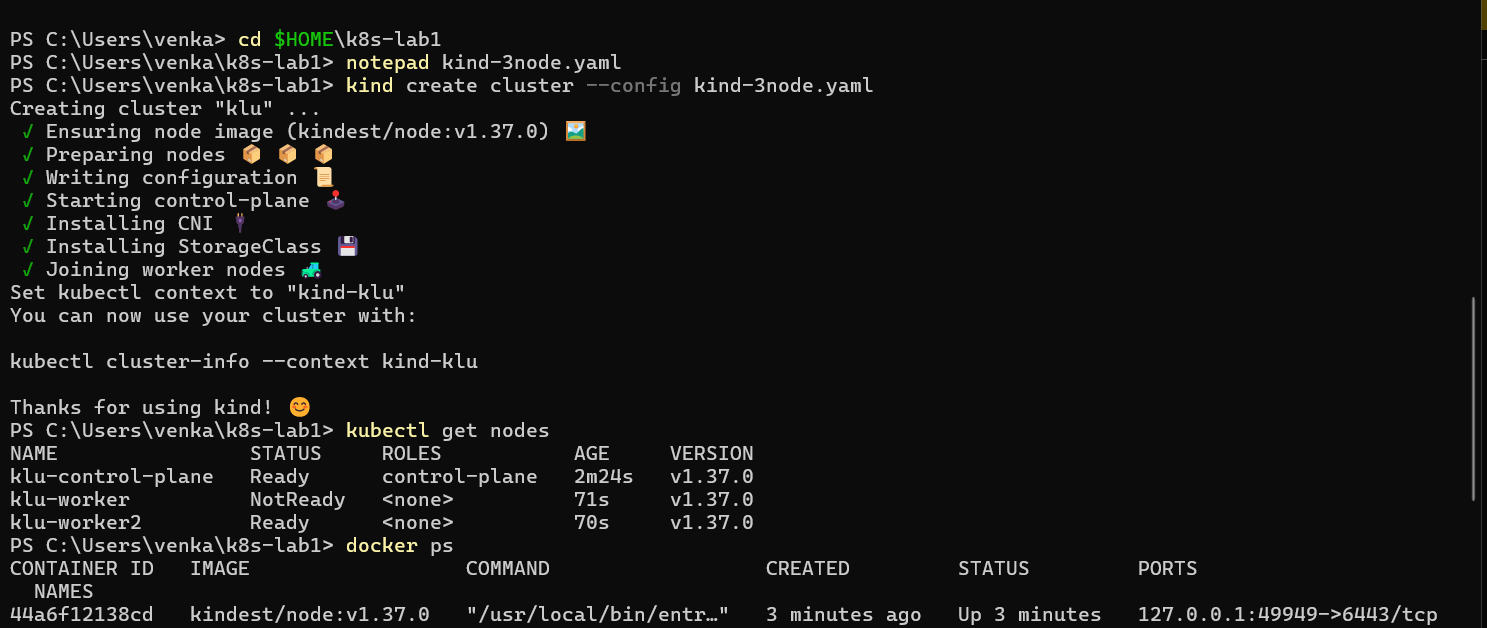 PS C:\Users\venka> cd $HOME\k8s-lab1
PS C:\Users\venka\k8s-lab1> notepad kind-3node.yaml
PS C:\Users\venka\k8s-lab1> kind create cluster --config kind-3node.yaml
Creating cluster "klu" ...
 √ Ensuring node image (kindest/node:v1.37.0) 🖼️
 √ Preparing nodes 📦 📦 📦
 √ Writing configuration 📜
 √ Starting control-plane 🕹️
 √ Installing CNI 🔌
 √ Installing StorageClass 💾
 √ Joining worker nodes 🚜
Set kubectl context to "kind-klu"
You can now use your cluster with:

kubectl cluster-info --context kind-klu

Thanks for using kind! 😊
PS C:\Users\venka\k8s-lab1> kubectl get nodes
NAME                STATUS     ROLES           AGE     VERSION
klu-control-plane   Ready      control-plane   2m24s   v1.37.0
klu-worker          NotReady   <none>          71s     v1.37.0
klu-worker2         Ready      <none>          70s     v1.37.0
PS C:\Users\venka\k8s-lab1> docker ps
CONTAINER ID   IMAGE                  COMMAND                  CREATED         STATUS         PORTS
  NAMES
44a6f12138cd   kindest/node:v1.37.0   "/usr/local/bin/entr…"   3 minutes ago   Up 3 minutes   127.0.0.1:49949->6443/tcp